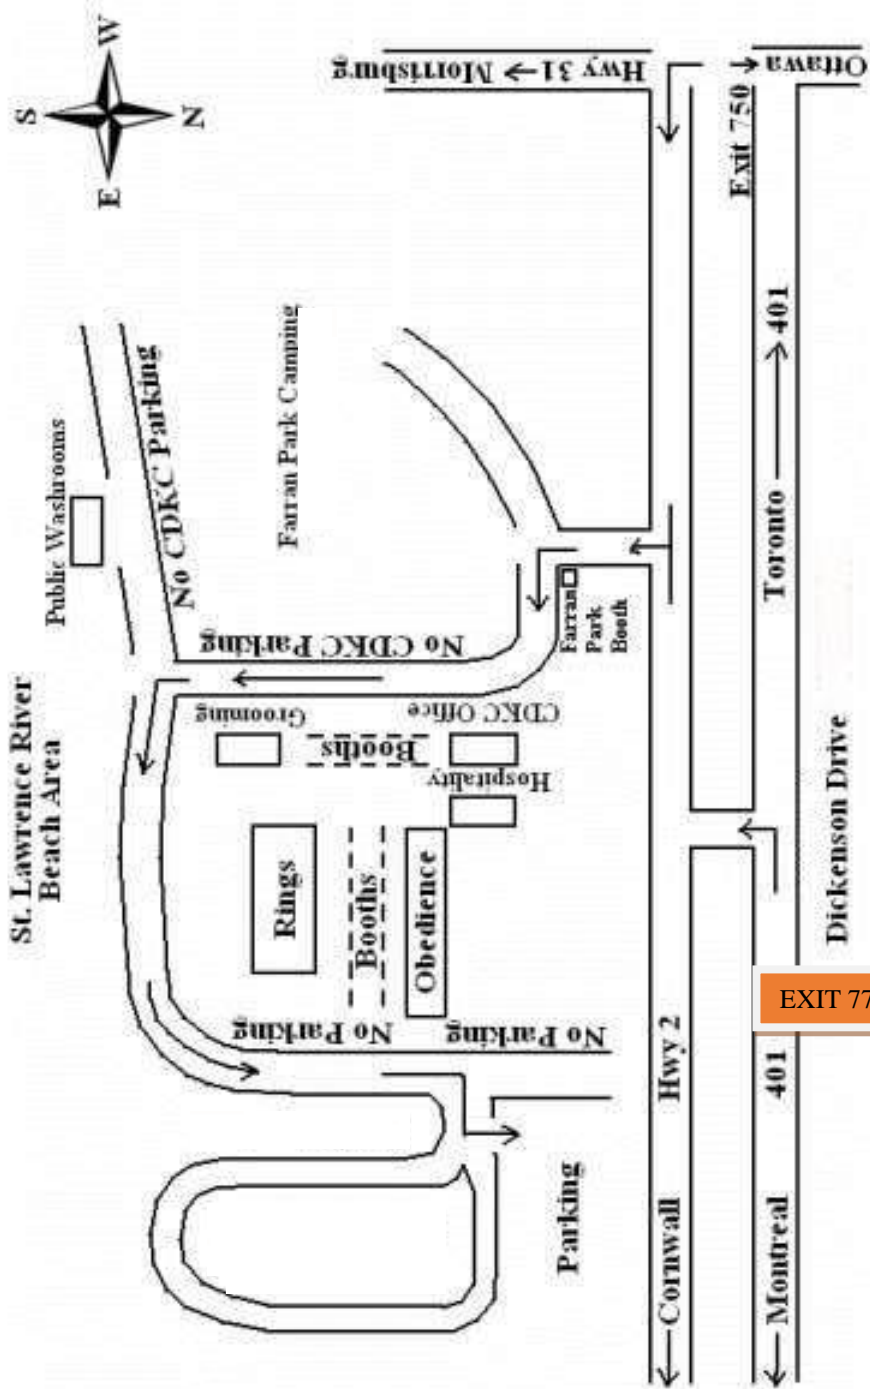 S
W
E
N
St. Lawrence River
Beach Area
Public Washrooms
No CDKC Parking
Farran Park Camping
No CDKC Parking
Grooming
Booths
CDKC Office
Hospitality
Farran
Park
Booth
Rings
Booths
Obedience
No Parking
No Parking
Parking
Hwy 31
Morrisburg
Ottawa
Exit 750
Cornwall
Hwy 2
Toronto
401
Montreal
401
EXIT 77
Dickenson Drive